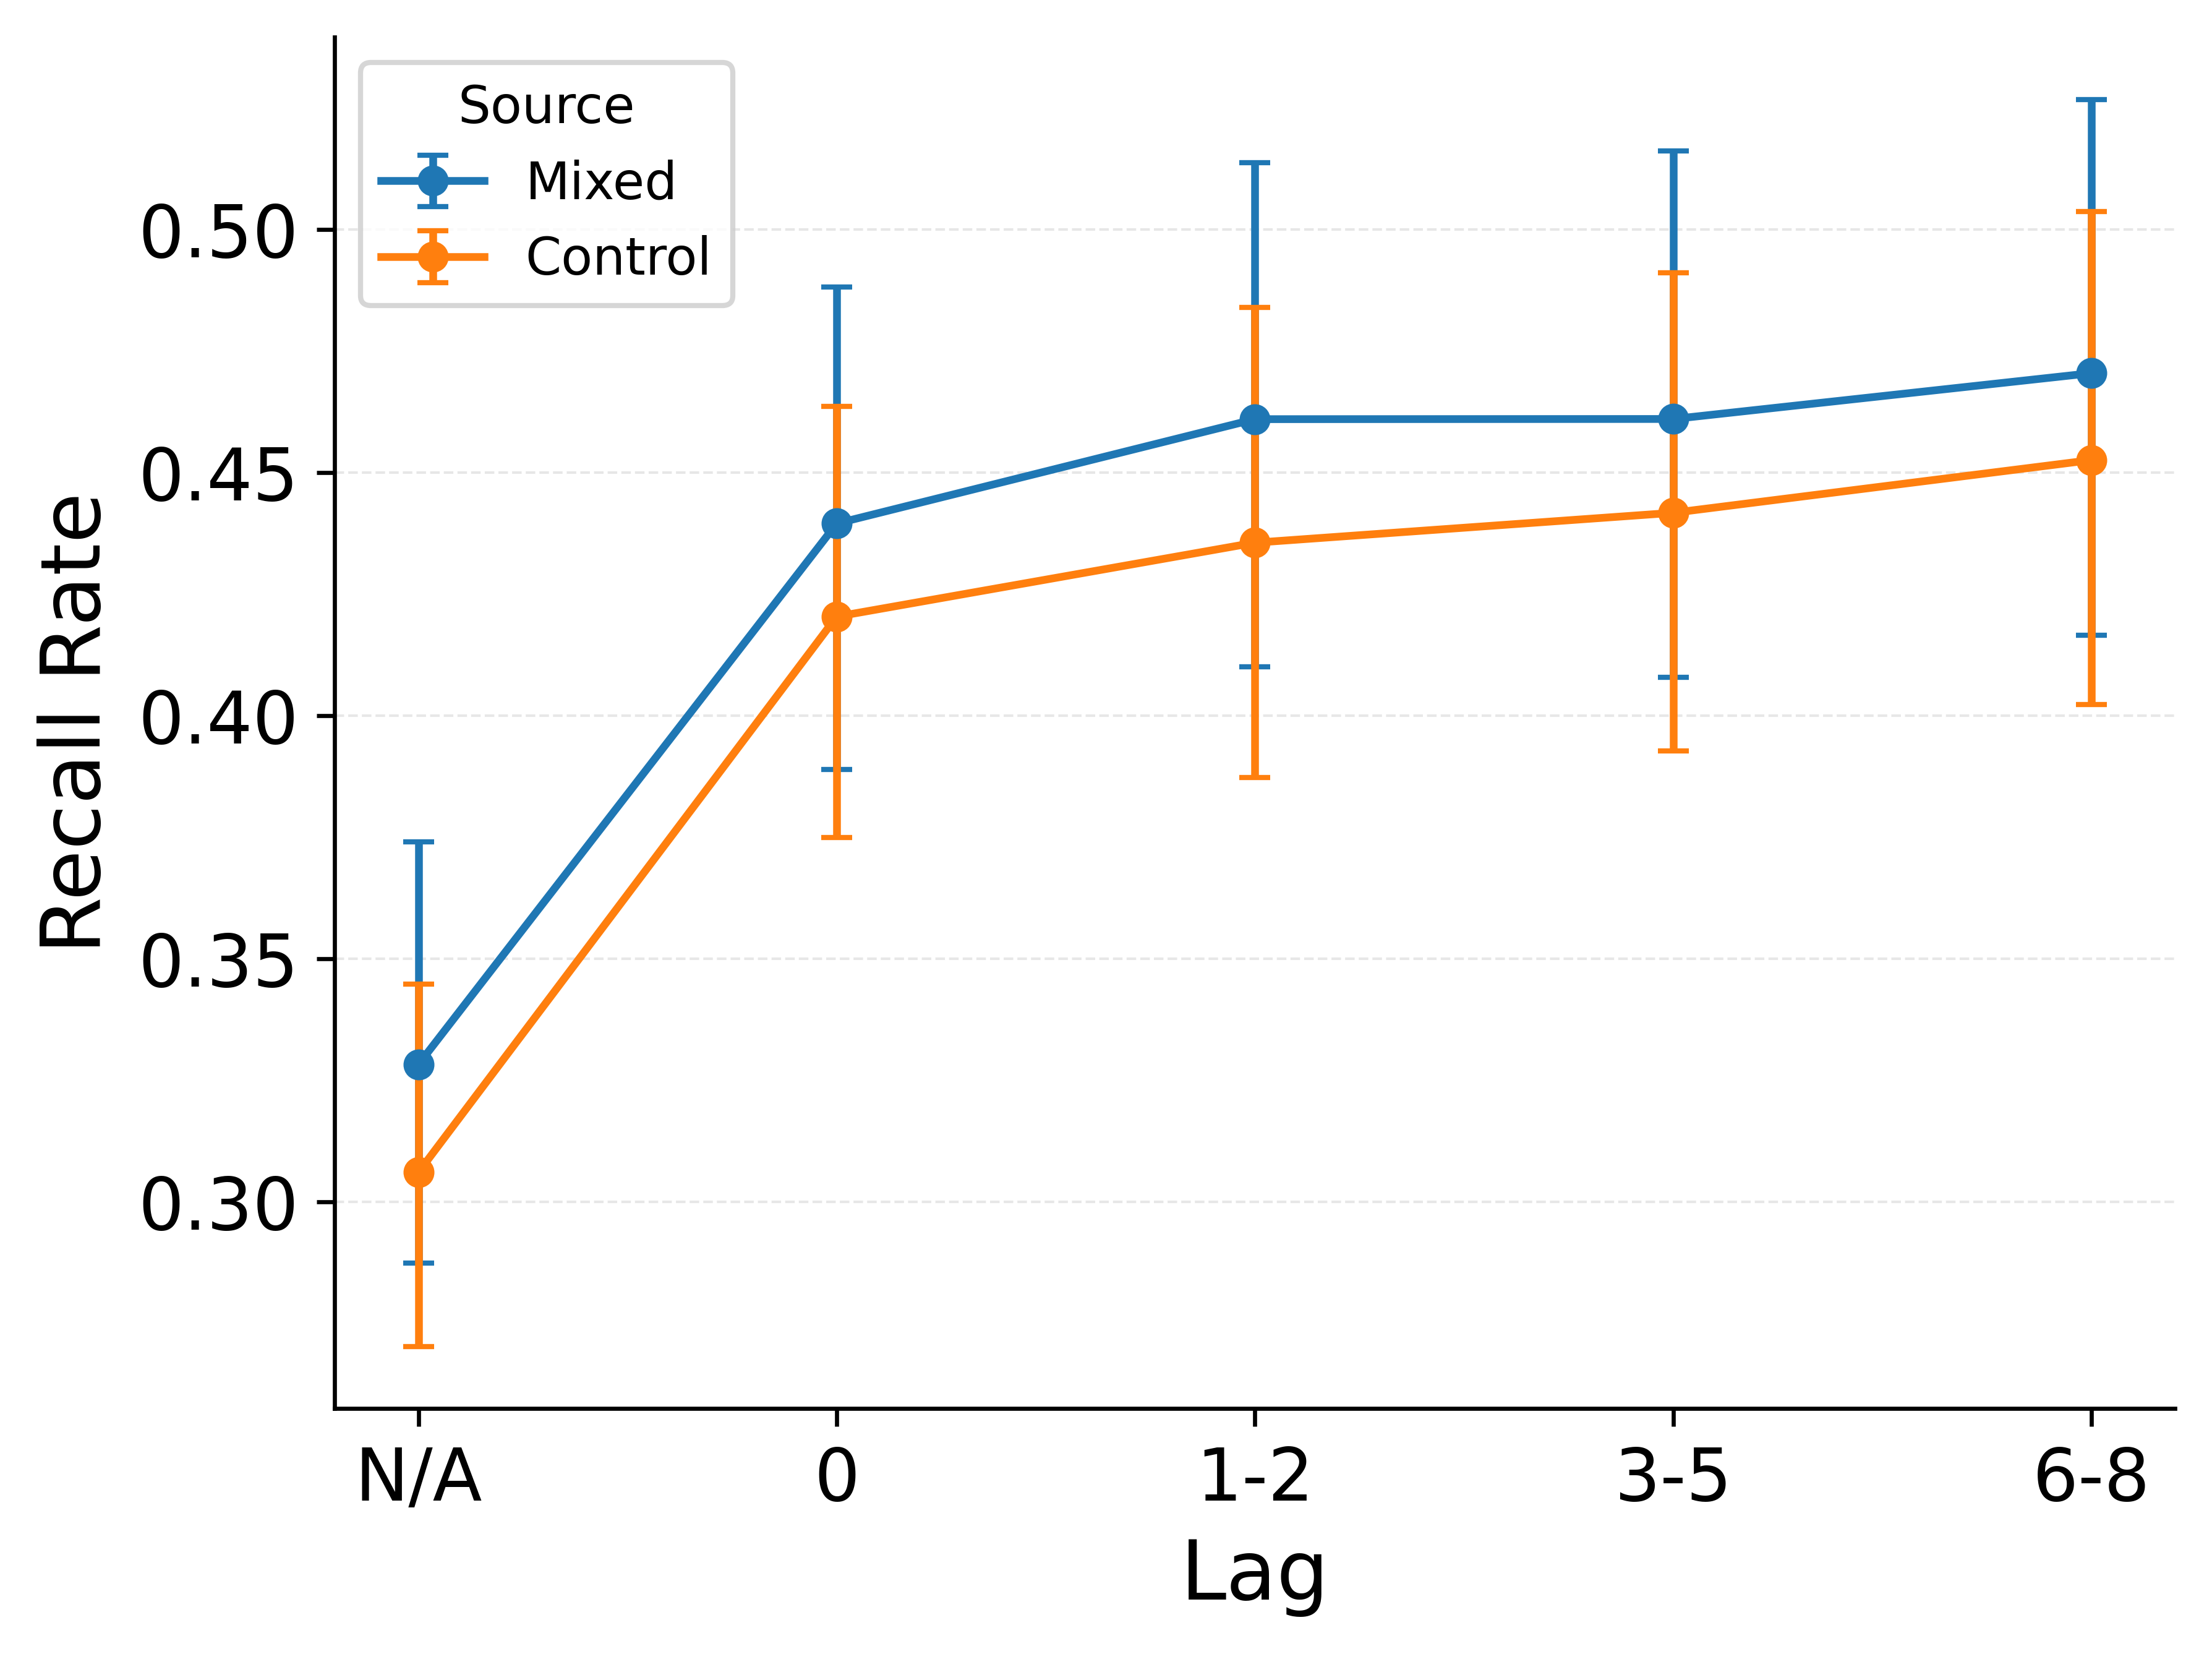 Source
Mixed
Control
0.50
0.45
0.40
0.35
0.30
Recall Rate
N/A 0 1-2 3-5 6-8
Lag